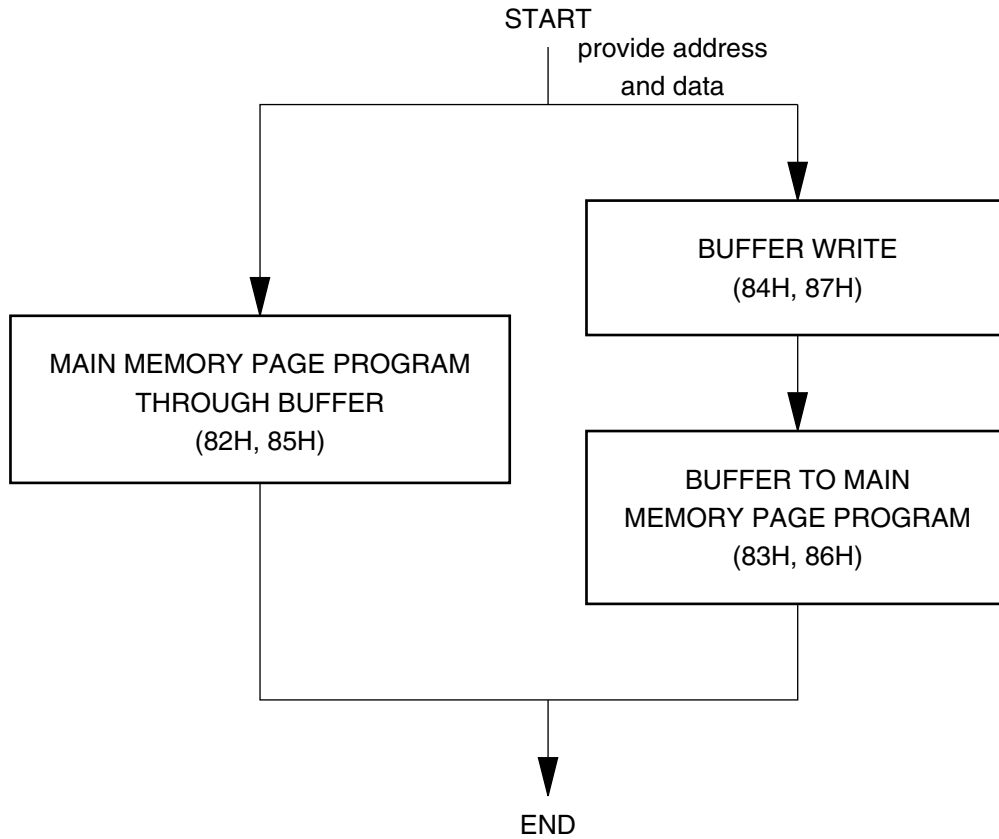 START
provide address
and data
BUFFER WRITE
(84H, 87H)
MAIN MEMORY PAGE PROGRAM
THROUGH BUFFER
(82H, 85H)
BUFFER TO MAIN
MEMORY PAGE PROGRAM
(83H, 86H)
END